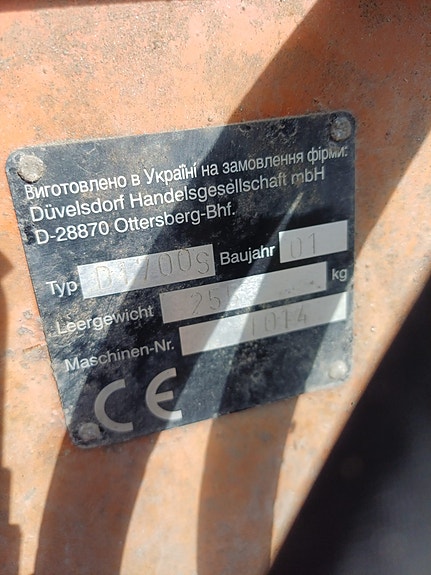 Виготовлено в Україні на замовлення фірми:
Düvelsdorf Handelsgesellschaft mbH
D-28870 Ottersberg-Bhf.
Typ Baujahr 01
Leergewicht kg
Maschinen-Nr. 1014
CE